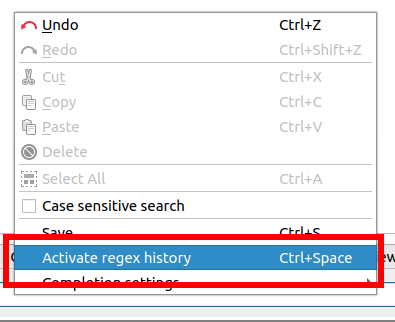 Undo Ctrl+Z
Redo Ctrl+Shift+Z
Cut Ctrl+X
Copy Ctrl+C
Paste Ctrl+V
Delete
Select All Ctrl+A
Case sensitive search
Save Ctrl+S
Activate regex history Ctrl+Space
Completion settings